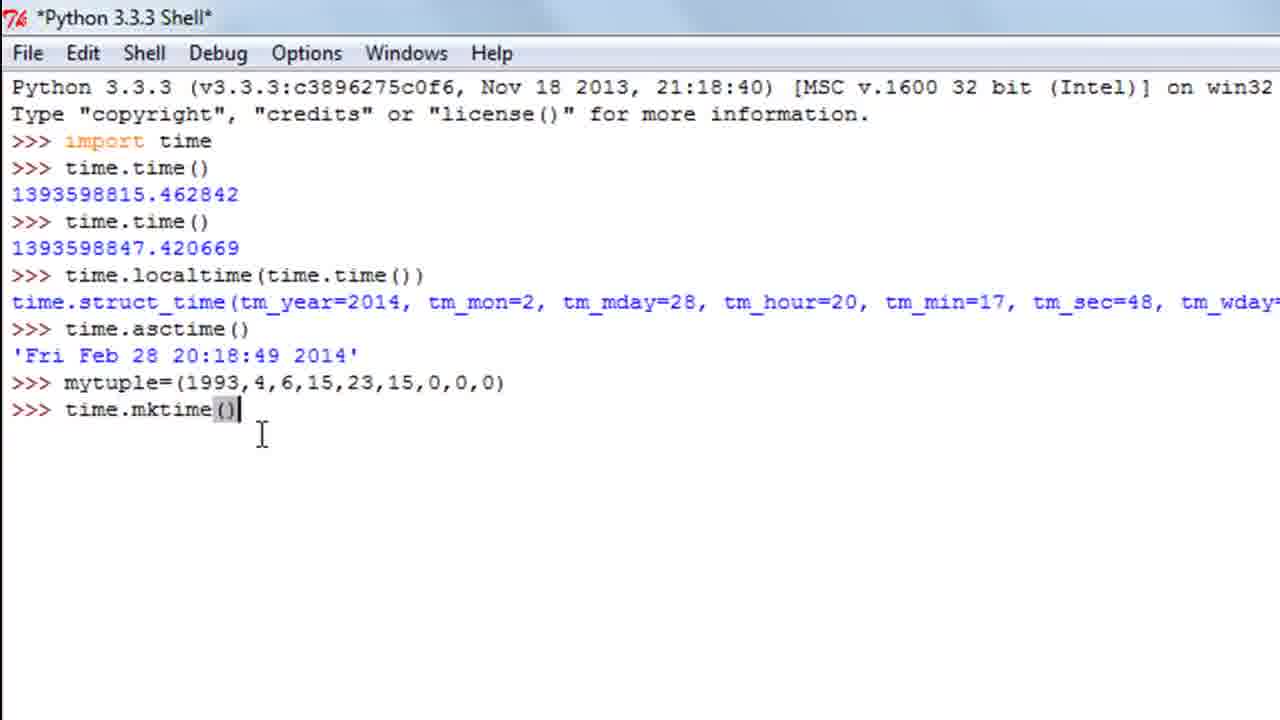 *Python 3.3.3 Shell*
File Edit Shell Debug Options Windows Help
Python 3.3.3 (v3.3.3:c3896275c0f6, Nov 18 2013, 21:18:40) [MSC v.1600 32 bit (Intel)] on win32
Type "copyright", "credits" or "license()" for more information.
>>> import time
>>> time.time()
1393598815.462842
>>> time.time()
1393598847.420669
>>> time.localtime(time.time())
time.struct_time(tm_year=2014, tm_mon=2, tm_mday=28, tm_hour=20, tm_min=17, tm_sec=48, tm_wday=
>>> time.asctime()
'Fri Feb 28 20:18:49 2014'
>>> mytuple=(1993,4,6,15,23,15,0,0,0)
>>> time.mktime()